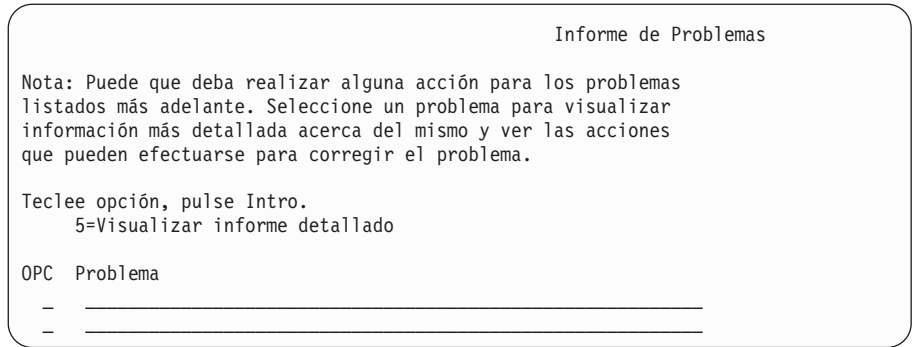 Informe de Problemas
Nota: Puede que deba realizar alguna acción para los problemas
listados más adelante. Seleccione un problema para visualizar
información más detallada acerca del mismo y ver las acciones
que pueden efectuarse para corregir el problema.
Teclee opción, pulse Intro.
5=Visualizar informe detallado
OPC Problema
_ __________________________________________________________
_ __________________________________________________________